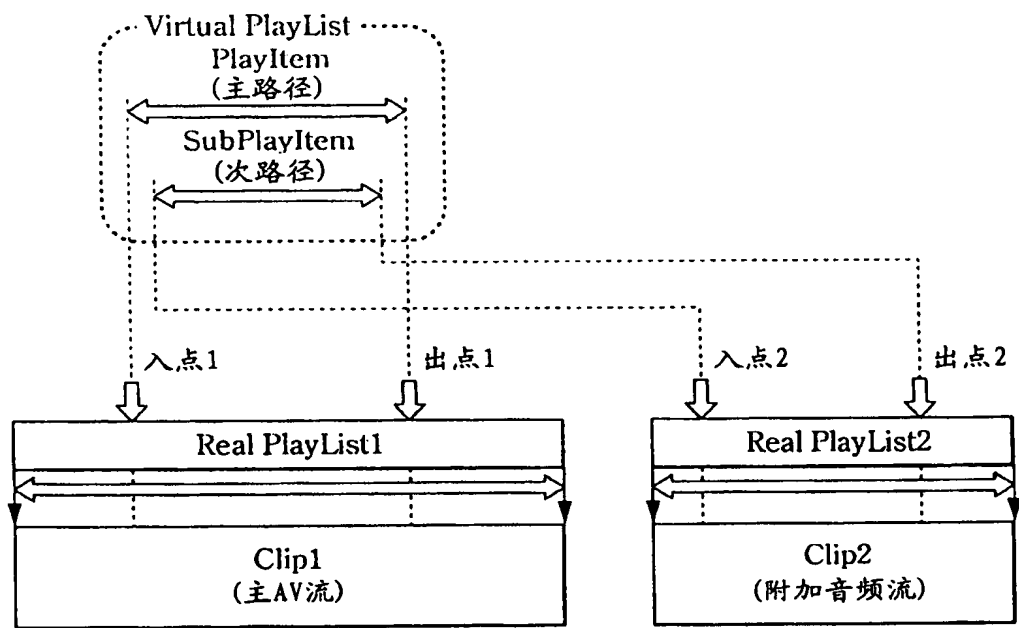 Virtual PlayList
PlayItem
(主路径)
SubPlayItem
(次路径)
入点1
出点1
入点2
出点2
Real PlayList1
Real PlayList2
Clip1
(主AV流)
Clip2
(附加音频流)